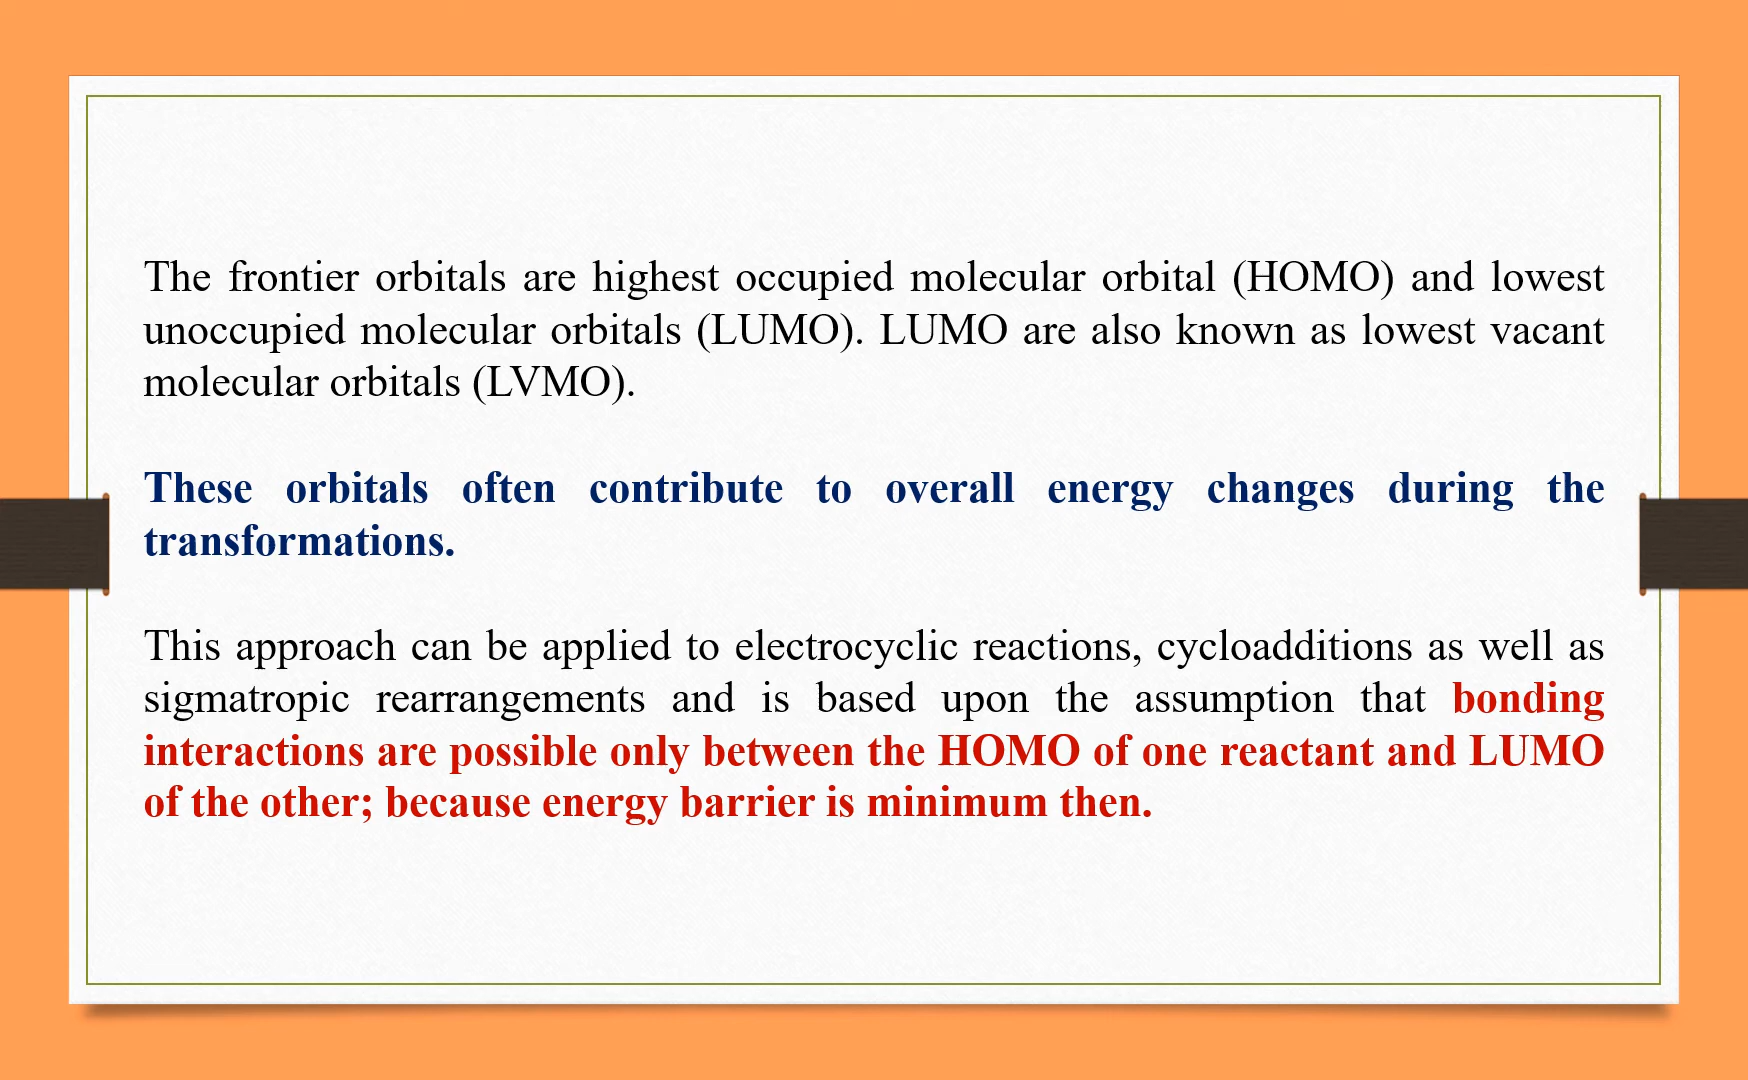 The frontier orbitals are highest occupied molecular orbital (HOMO) and lowest
unoccupied molecular orbitals (LUMO). LUMO are also known as lowest vacant
molecular orbitals (LVMO).
These orbitals often contribute to overall energy changes during the
transformations.
This approach can be applied to electrocyclic reactions, cycloadditions as well as
sigmatropic rearrangements and is based upon the assumption that bonding
interactions are possible only between the HOMO of one reactant and LUMO
of the other; because energy barrier is minimum then.